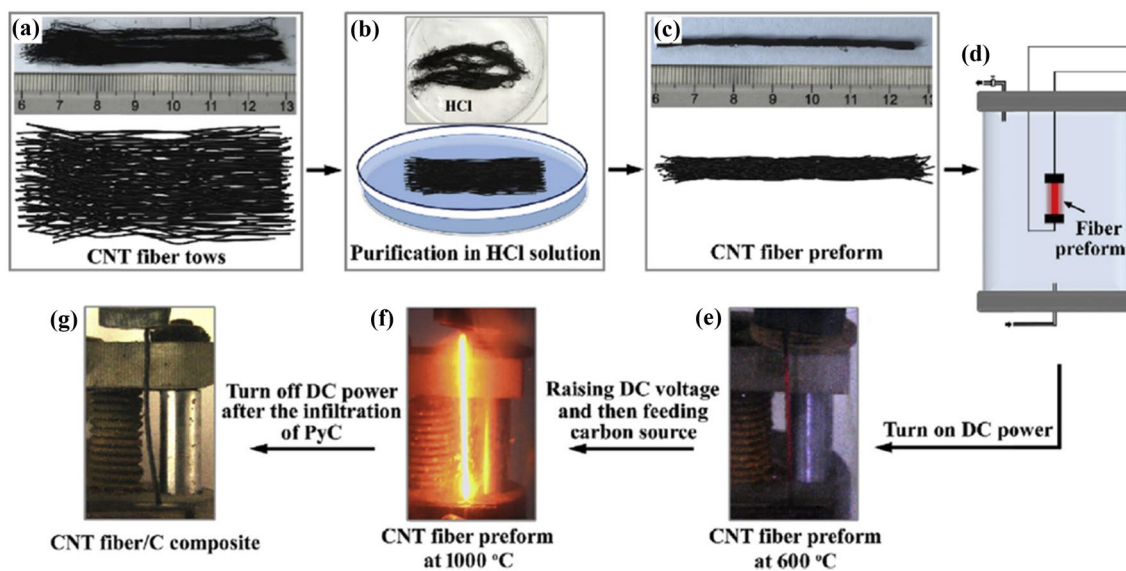 (a)
6 7 8 9 10 11 12 13
CNT fiber tows
(b)
HCl
Purification in HCl solution
(c)
6 7 8 9 10 11 12 13
CNT fiber preform
(d)
Fiber
preform
Turn on DC power
(e)
CNT fiber preform
at 600 °C
Raising DC voltage
and then feeding
carbon source
(f)
CNT fiber preform
at 1000 °C
Turn off DC power
after the infiltration
of PyC
(g)
CNT fiber/C composite